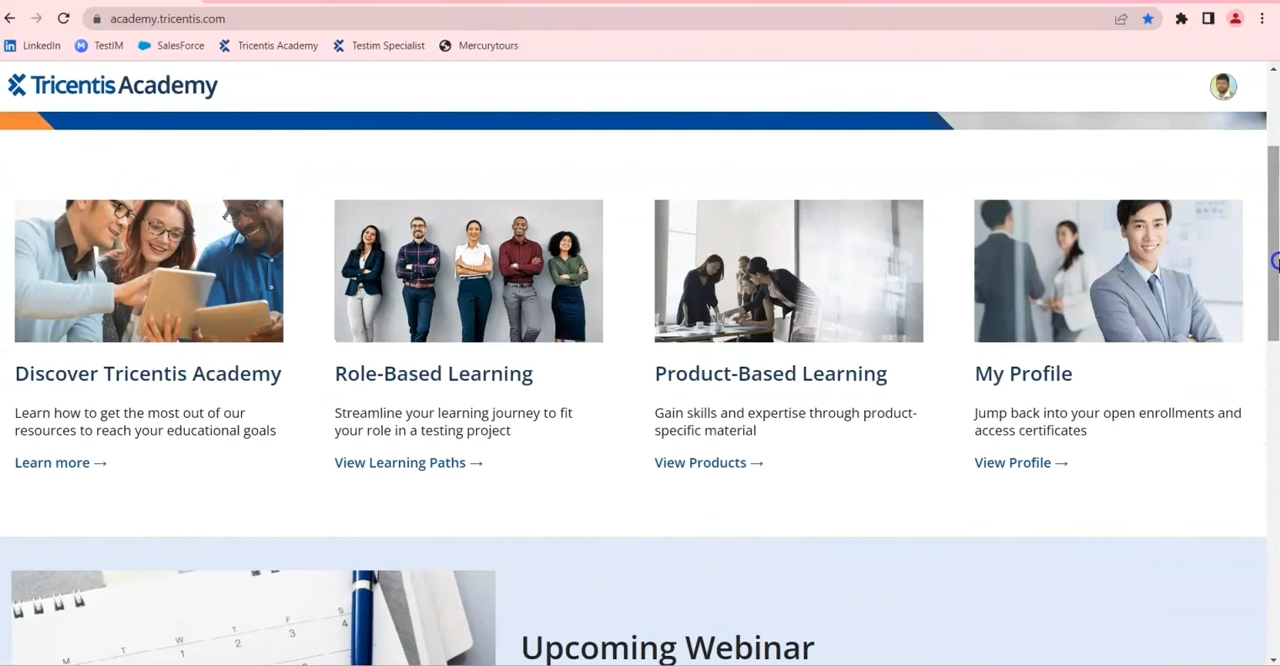 academy.tricentis.com
LinkedIn TestIM SalesForce Tricentis Academy Testim Specialist Mercurytours
Tricentis Academy
Discover Tricentis Academy
Learn how to get the most out of our
resources to reach your educational goals
Learn more →
Role-Based Learning
Streamline your learning journey to fit
your role in a testing project
View Learning Paths →
Product-Based Learning
Gain skills and expertise through product-
specific material
View Products →
My Profile
Jump back into your open enrollments and
access certificates
View Profile →
M T W T F S
1 2 3 4
Upcoming Webinar